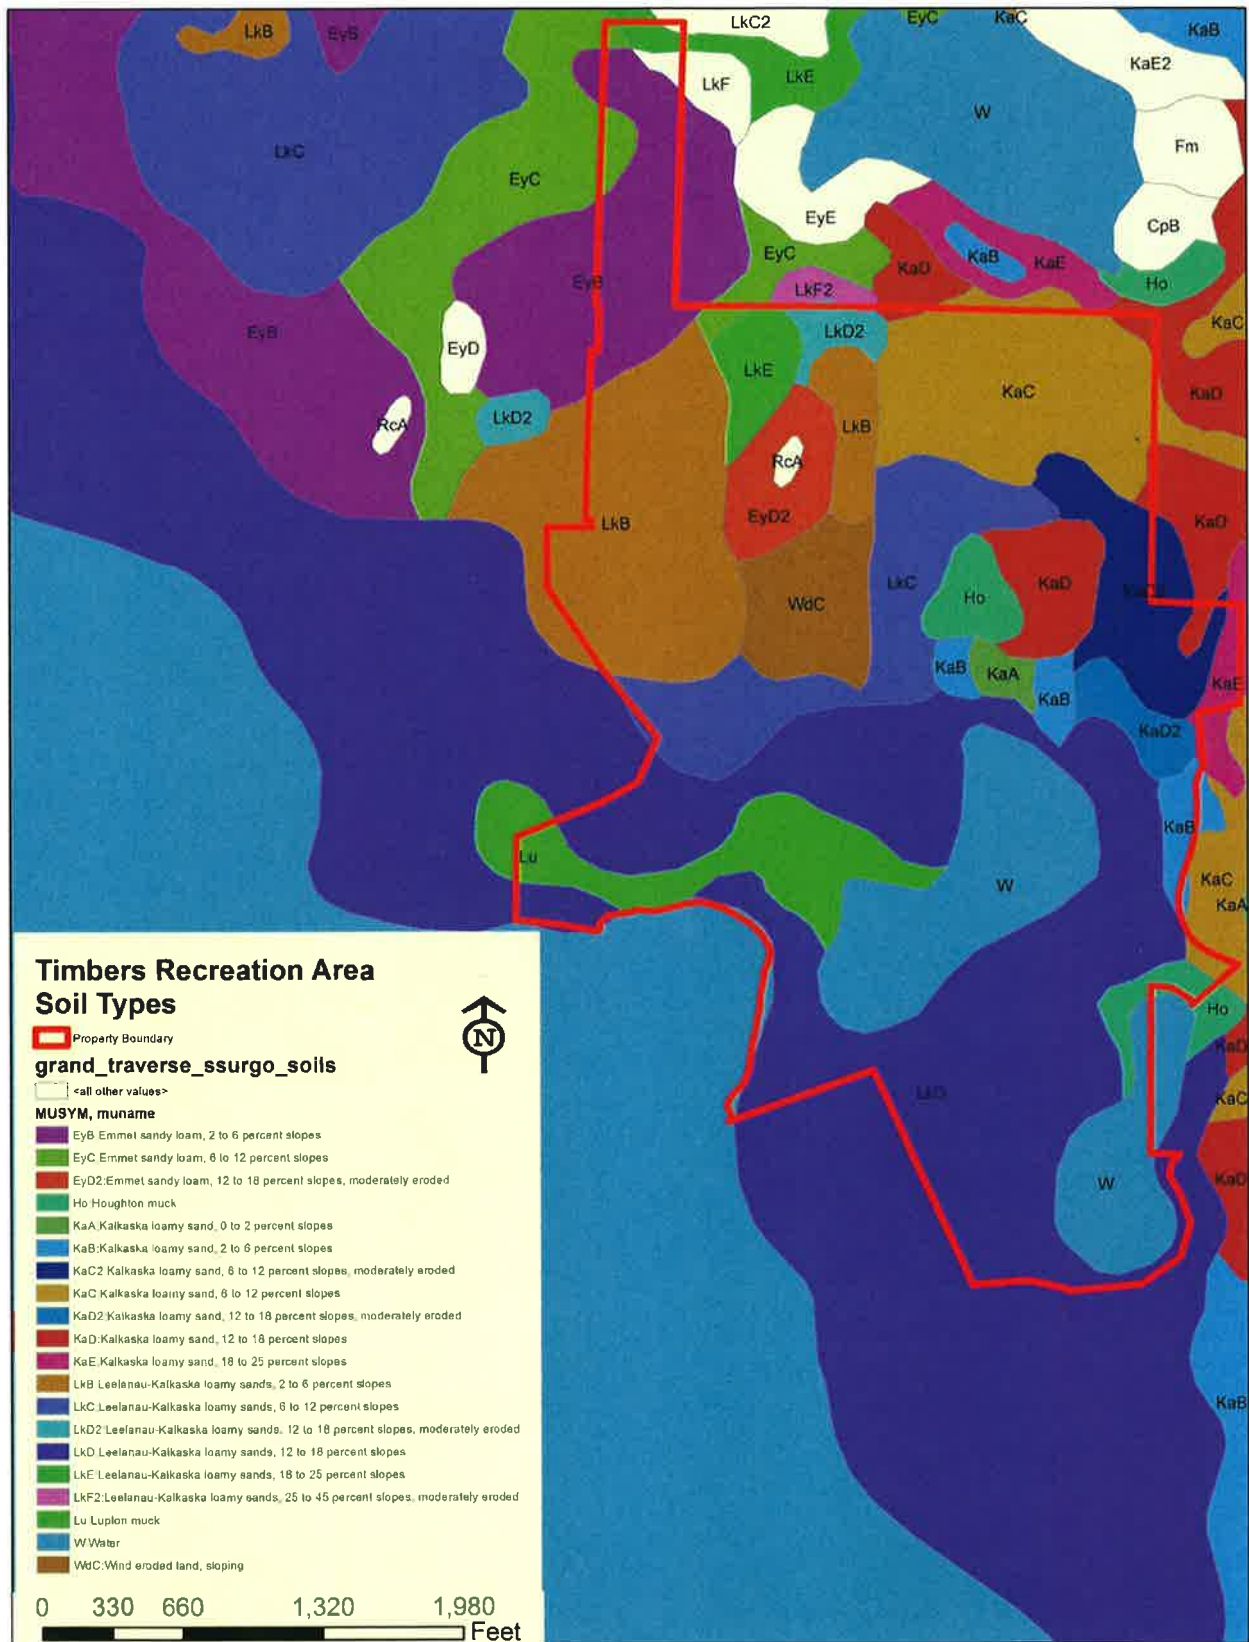 LkC2
EyC
KaC
KaB
LkB
EyB
KaE2
LkF
LkE
W
Fm
LkC
EyC
EyE
CpB
EyC
KaD
KaB
KaE
Ho
EyB
LkF2
EyB
LkD2
KaC
EyD
LkE
KaC
KaD
RcA
LkD2
LkB
RcA
EyD2
KaD
LkB
LkC
KaD
Ho
WdC
KaB
KaA
KaB
KaE
KaD2
KaB
Lu
W
KaC
KaA
Ho
KaD
LkD
KaC
W
KaD
KaB
Timbers Recreation Area
Soil Types
Property Boundary
N
grand_traverse_ssurgo_soils
<all other values>
MUSYM, muname
EyB:Emmet sandy loam, 2 to 6 percent slopes
EyC:Emmet sandy loam, 6 to 12 percent slopes
EyD2:Emmet sandy loam, 12 to 18 percent slopes, moderately eroded
Ho:Houghton muck
KaA:Kalkaska loamy sand, 0 to 2 percent slopes
KaB:Kalkaska loamy sand, 2 to 6 percent slopes
KaC2:Kalkaska loamy sand, 6 to 12 percent slopes, moderately eroded
KaC:Kalkaska loamy sand, 6 to 12 percent slopes
KaD2:Kalkaska loamy sand, 12 to 18 percent slopes, moderately eroded
KaD:Kalkaska loamy sand, 12 to 18 percent slopes
KaE:Kalkaska loamy sand, 18 to 25 percent slopes
LkB:Leelanau-Kalkaska loamy sands, 2 to 6 percent slopes
LkC:Leelanau-Kalkaska loamy sands, 6 to 12 percent slopes
LkD2:Leelanau-Kalkaska loamy sands, 12 to 18 percent slopes, moderately eroded
LkD:Leelanau-Kalkaska loamy sands, 12 to 18 percent slopes
LkE:Leelanau-Kalkaska loamy sands, 18 to 25 percent slopes
LkF2:Leelanau-Kalkaska loamy sands, 25 to 45 percent slopes, moderately eroded
Lu:Lupton muck
W:Water
WdC:Wind eroded land, sloping
0 330 660 1,320 1,980
Feet